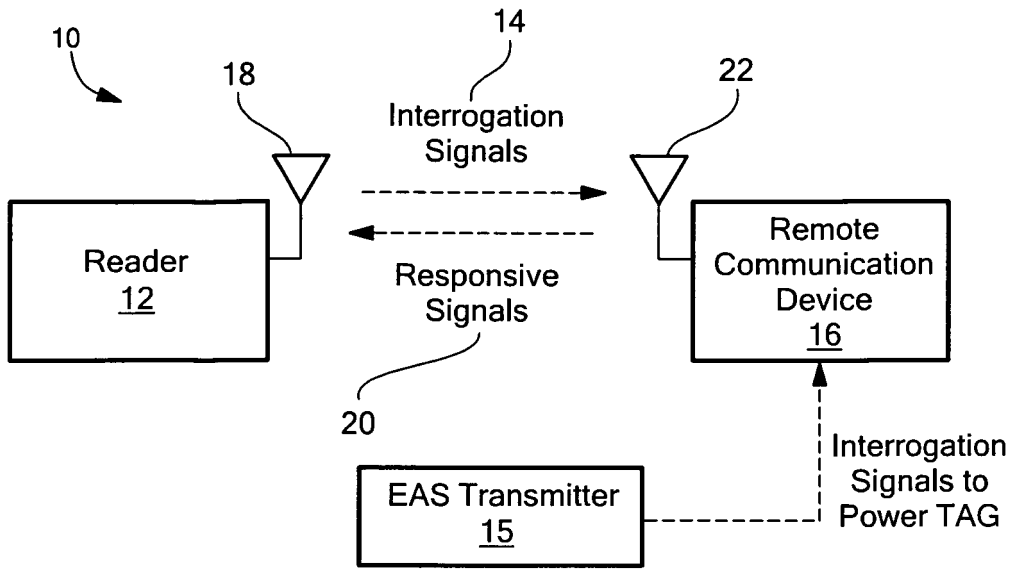 10
14
18
22
Interrogation
Signals
Reader
12
Remote
Communication
Device
16
Responsive
Signals
20
EAS Transmitter
15
Interrogation
Signals to
Power TAG